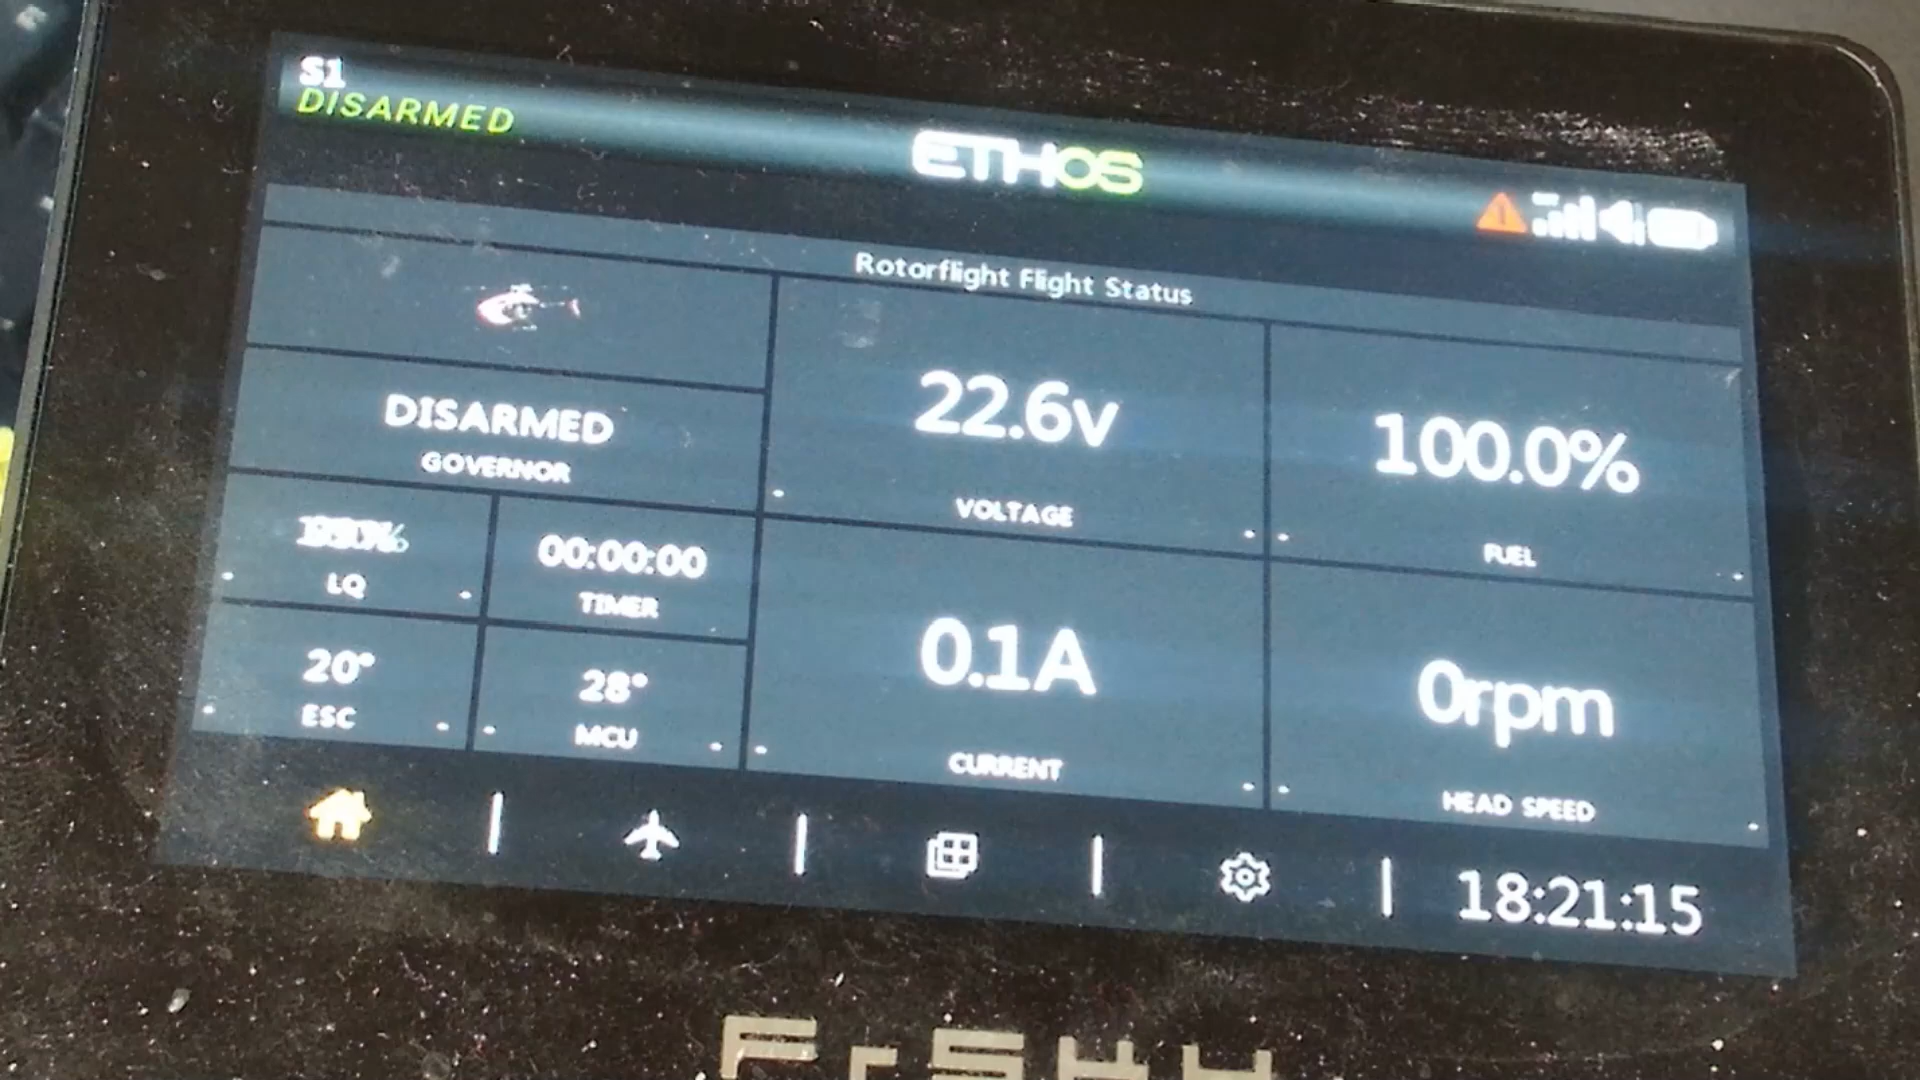 S1
DISARMED
ETHOS
Rotorflight Flight Status
DISARMED
GOVERNOR
22.6v
VOLTAGE
100.0%
FUEL
LQ
00:00:00
TIMER
20°
ESC
28°
MCU
0.1A
CURRENT
0rpm
HEAD SPEED
18:21:15
FrSKY